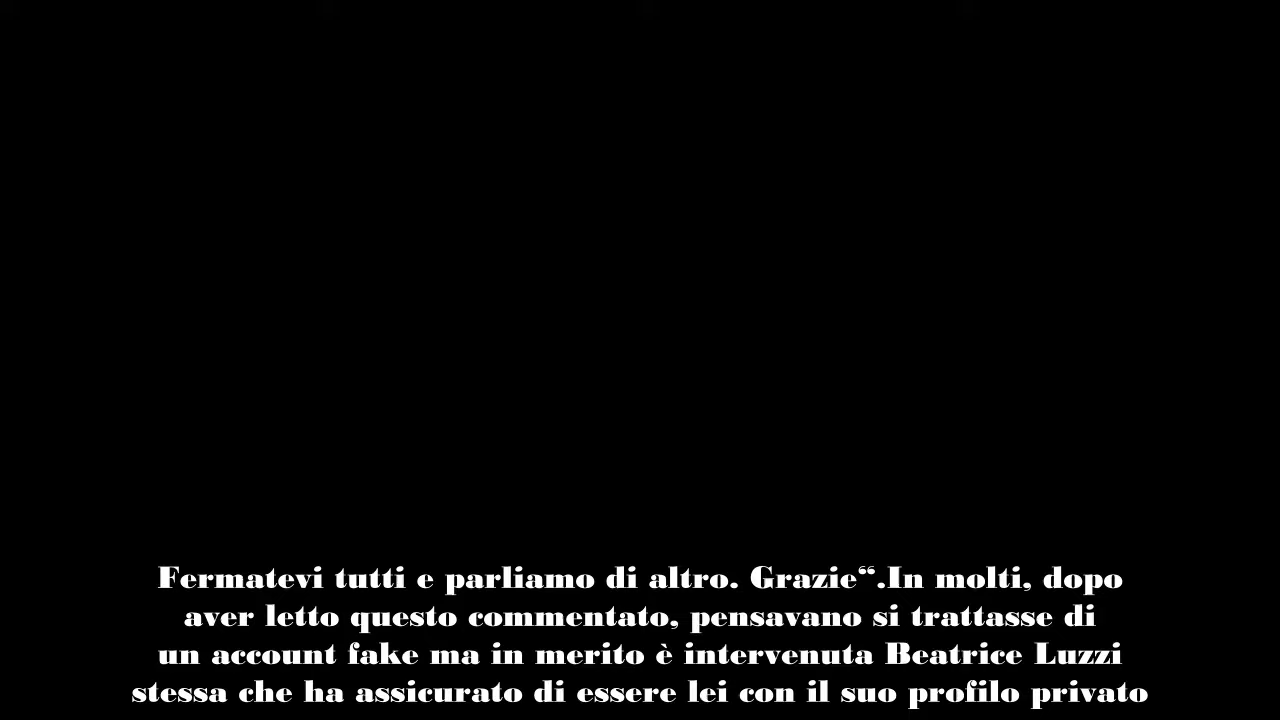 Fermatevi tutti e parliamo di altro. Grazie“.In molti, dopo
aver letto questo commentato, pensavano si trattasse di
un account fake ma in merito è intervenuta Beatrice Luzzi
stessa che ha assicurato di essere lei con il suo profilo privato